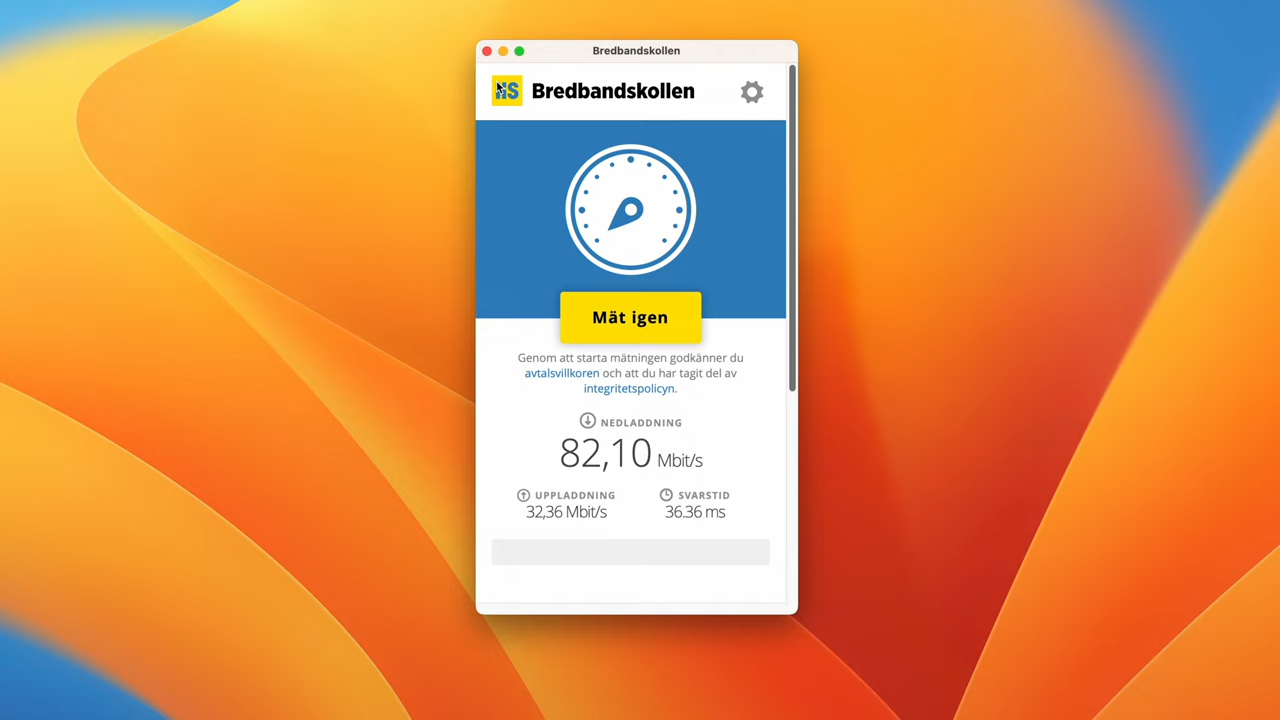 Bredbandskollen
Bredbandskollen
Mät igen
Genom att starta mätningen godkänner du
avtalsvillkoren och att du har tagit del av
integritetspolicyn.
NEDLADDNING
82,10 Mbit/s
UPPLADDNING SVARSTID
32,36 Mbit/s 36.36 ms